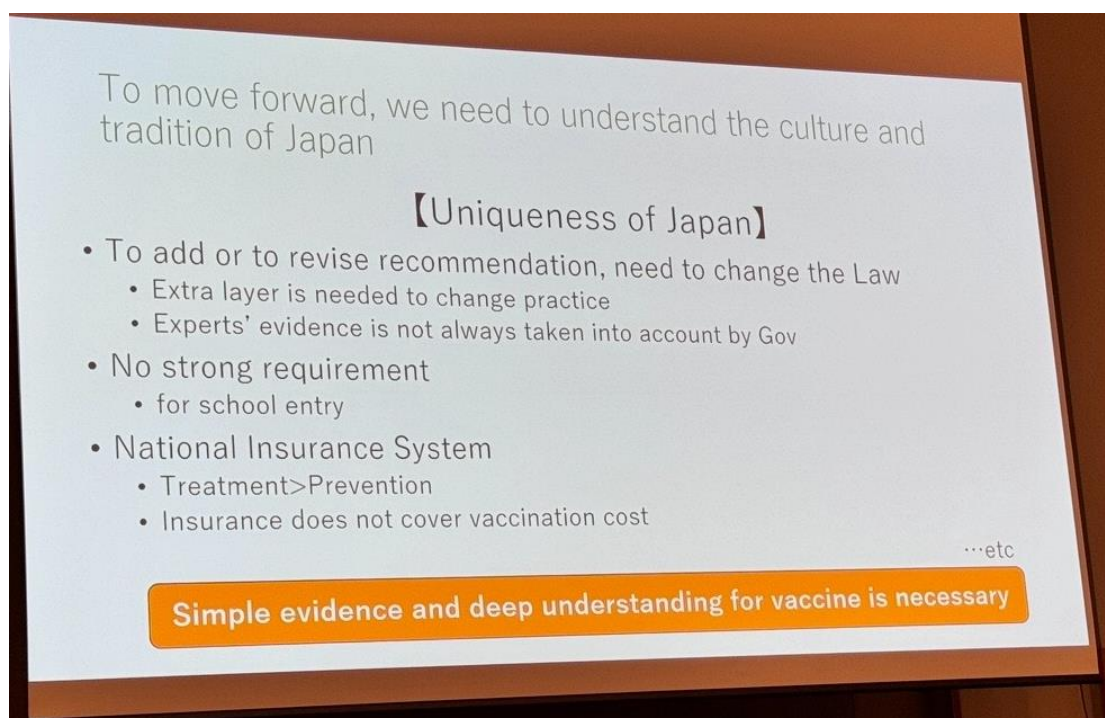 To move forward, we need to understand the culture and
tradition of Japan
【Uniqueness of Japan】
• To add or to revise recommendation, need to change the Law
• Extra layer is needed to change practice
• Experts’ evidence is not always taken into account by Gov
• No strong requirement
• for school entry
• National Insurance System
• Treatment>Prevention
• Insurance does not cover vaccination cost
…etc
Simple evidence and deep understanding for vaccine is necessary